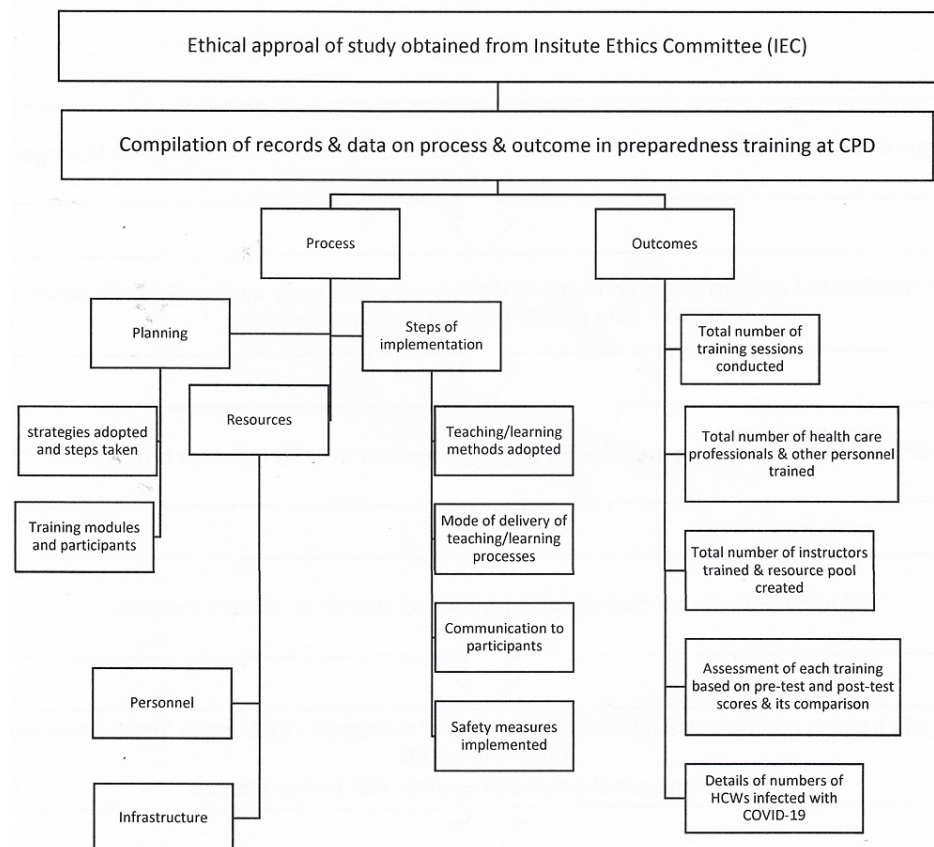 Ethical approal of study obtained from Insitute Ethics Committee (IEC)
Compilation of records & data on process & outcome in preparedness training at CPD
Process
Outcomes
Planning
Steps of
implementation
Resources
strategies adopted
and steps taken
Training modules
and participants
Personnel
Infrastructure
Teaching/learning
methods adopted
Mode of delivery of
teaching/learning
processes
Communication to
participants
Safety measures
implemented
Total number of
training sessions
conducted
Total number of health care
professionals & other personnel
trained
Total number of instructors
trained & resource pool
created
Assessment of each training
based on pre-test and post-test
scores & its comparison
Details of numbers of
HCWs infected with
COVID-19